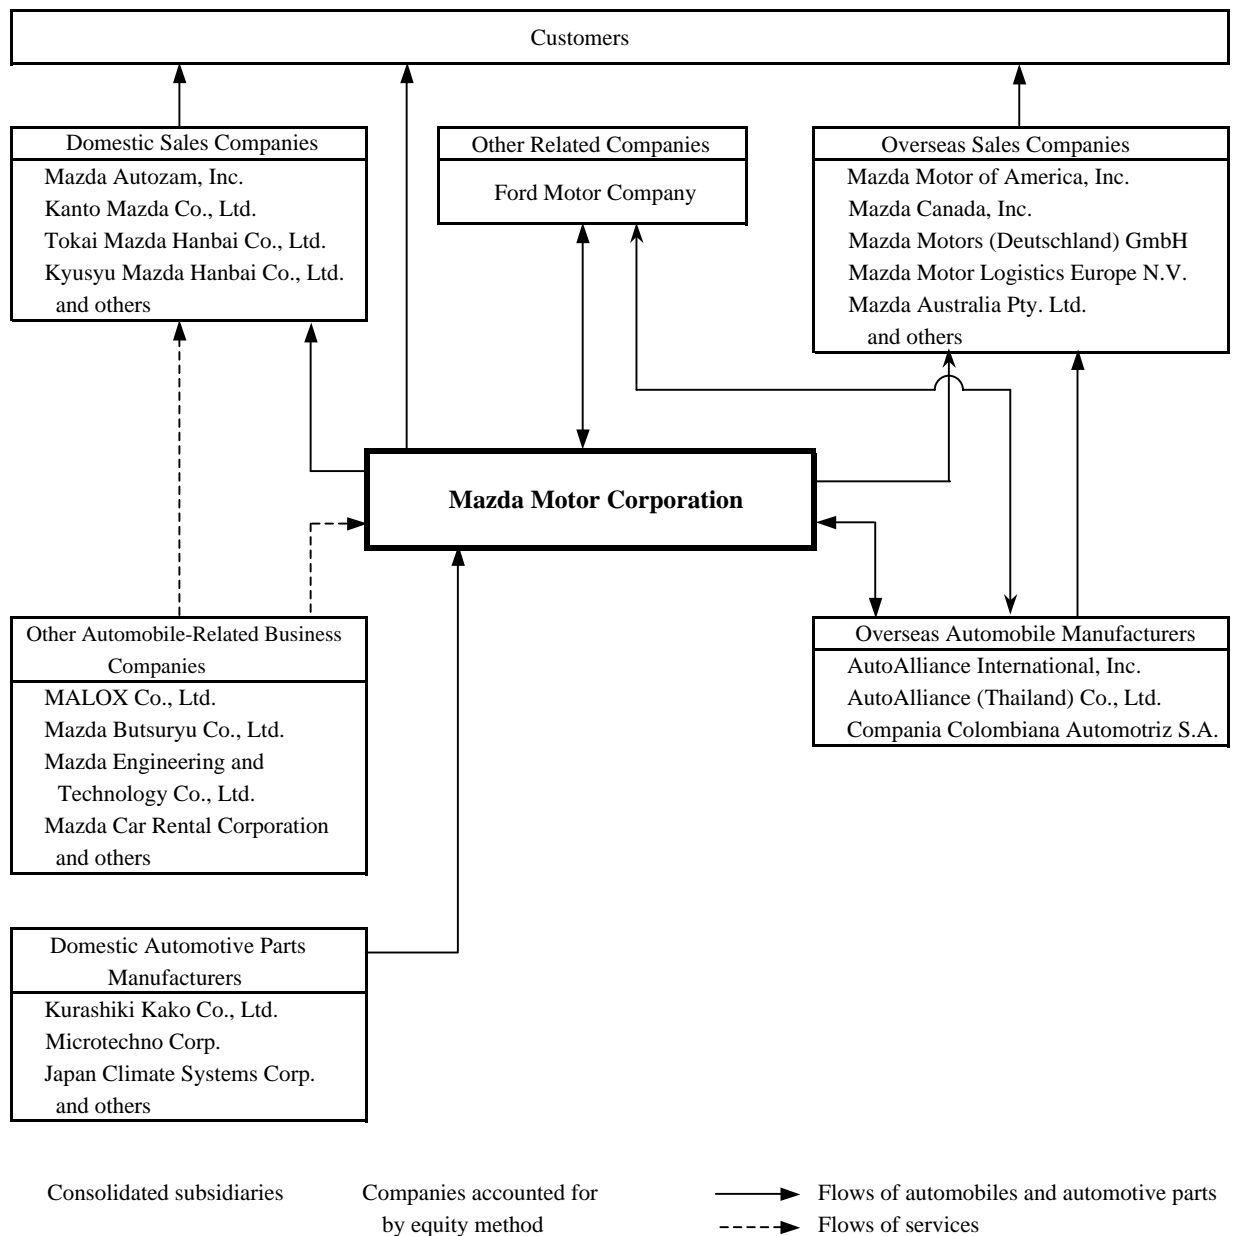 Customers
Domestic Sales Companies
Mazda Autozam, Inc.
Kanto Mazda Co., Ltd.
Tokai Mazda Hanbai Co., Ltd.
Kyusyu Mazda Hanbai Co., Ltd.
and others
Other Related Companies
Ford Motor Company
Overseas Sales Companies
Mazda Motor of America, Inc.
Mazda Canada, Inc.
Mazda Motors (Deutschland) GmbH
Mazda Motor Logistics Europe N.V.
Mazda Australia Pty. Ltd.
and others
Mazda Motor Corporation
Other Automobile-Related Business
Companies
MALOX Co., Ltd.
Mazda Butsuryu Co., Ltd.
Mazda Engineering and
Technology Co., Ltd.
Mazda Car Rental Corporation
and others
Overseas Automobile Manufacturers
AutoAlliance International, Inc.
AutoAlliance (Thailand) Co., Ltd.
Compania Colombiana Automotriz S.A.
Domestic Automotive Parts
Manufacturers
Kurashiki Kako Co., Ltd.
Microtechno Corp.
Japan Climate Systems Corp.
and others
Consolidated subsidiaries
Companies accounted for
by equity method
Flows of automobiles and automotive parts
Flows of services